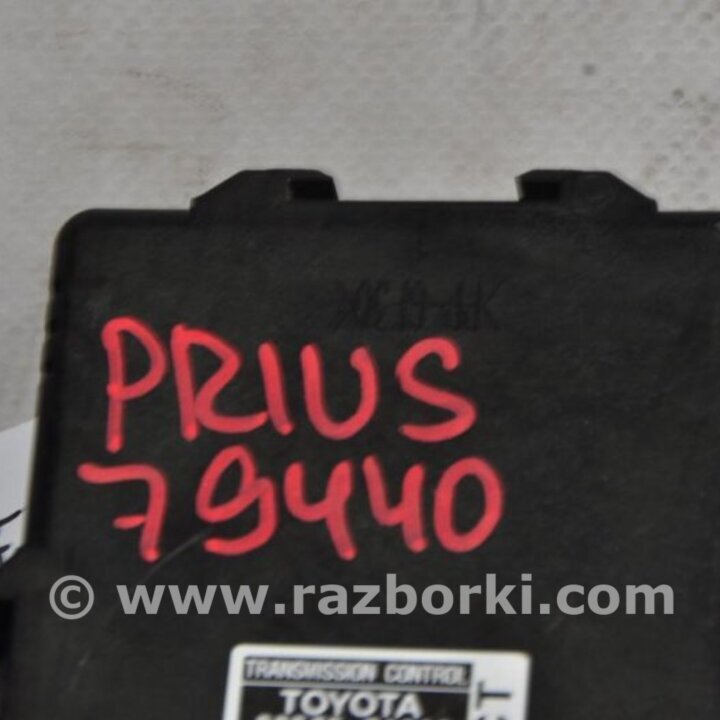 PRIUS
79440
© www.razborki.com
TRANSMISSION CONTROL
TOYOTA